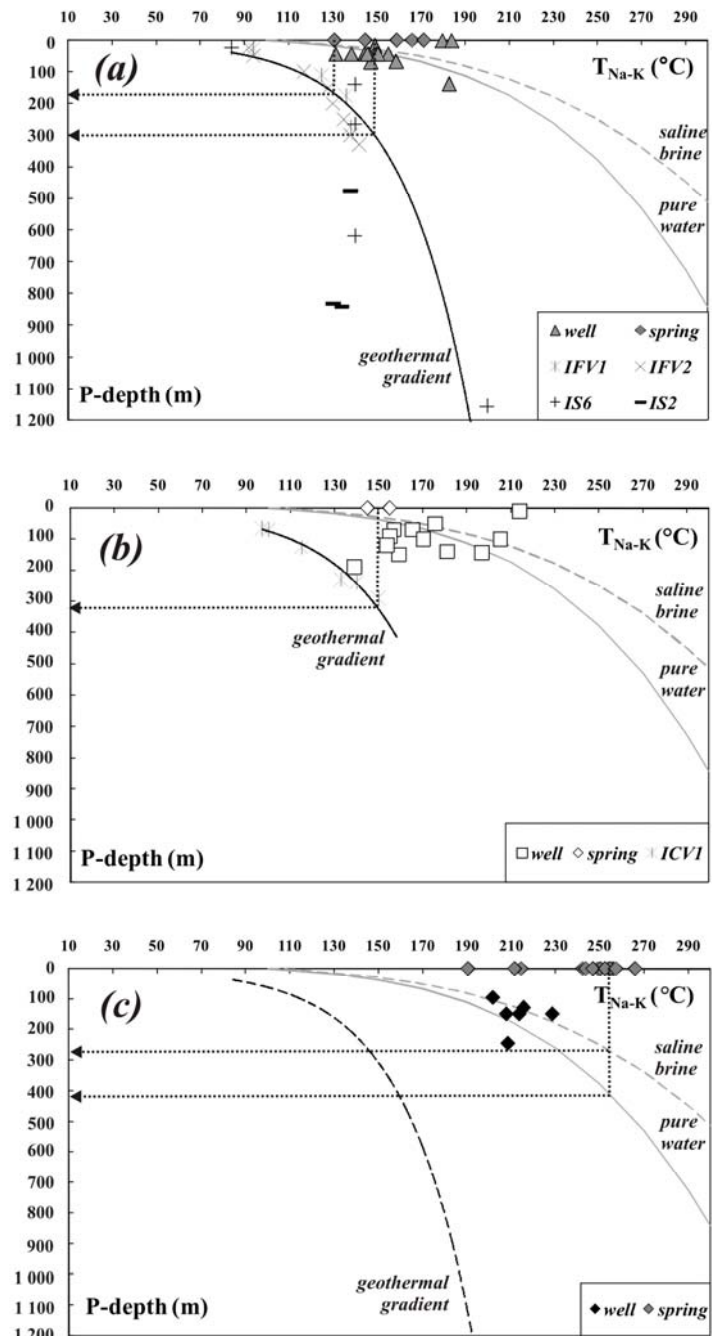 10 30 50 70 90 110 130 150 170 190 210 230 250 270 290
0
100
200
300
400
500
600
700
800
900
1 000
1 100
1 200
(a)
T Na-K (°C)
saline
brine
pure
water
geothermal
gradient
P-depth (m)
well spring
IFV1 IFV2
IS6 IS2
10 30 50 70 90 110 130 150 170 190 210 230 250 270 290
0
100
200
300
400
500
600
700
800
900
1 000
1 100
1 200
(b)
T Na-K (°C)
saline
brine
pure
water
geothermal
gradient
P-depth (m)
well spring ICV1
10 30 50 70 90 110 130 150 170 190 210 230 250 270 290
0
100
200
300
400
500
600
700
800
900
1 000
1 100
1 200
(c)
T Na-K (°C)
saline
brine
pure
water
geothermal
gradient
P-depth (m)
well spring